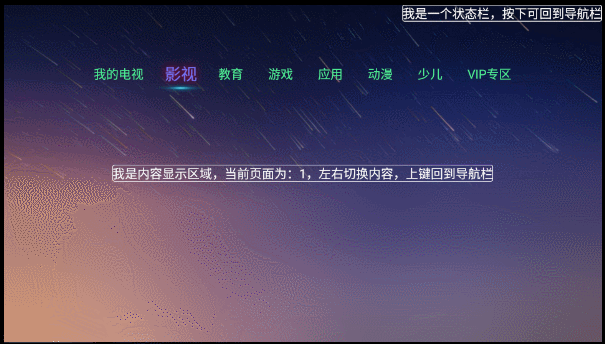 我是一个状态栏，按下可回到导航栏
我的电视 影视 教育 游戏 应用 动漫 少儿 VIP专区
我是内容显示区域，当前页面为：1，左右切换内容，上键回到导航栏